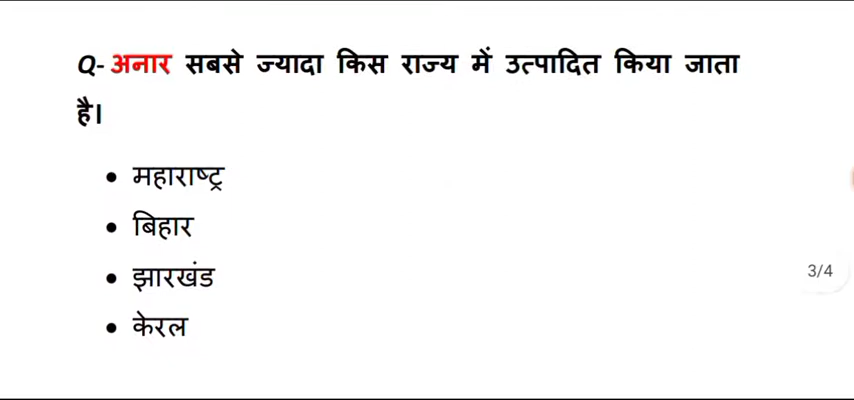 Q- अनार सबसे ज्यादा किस राज्य में उत्पादित किया जाता
है।
• महाराष्ट्र
• बिहार
• झारखंड
3/4
• केरल